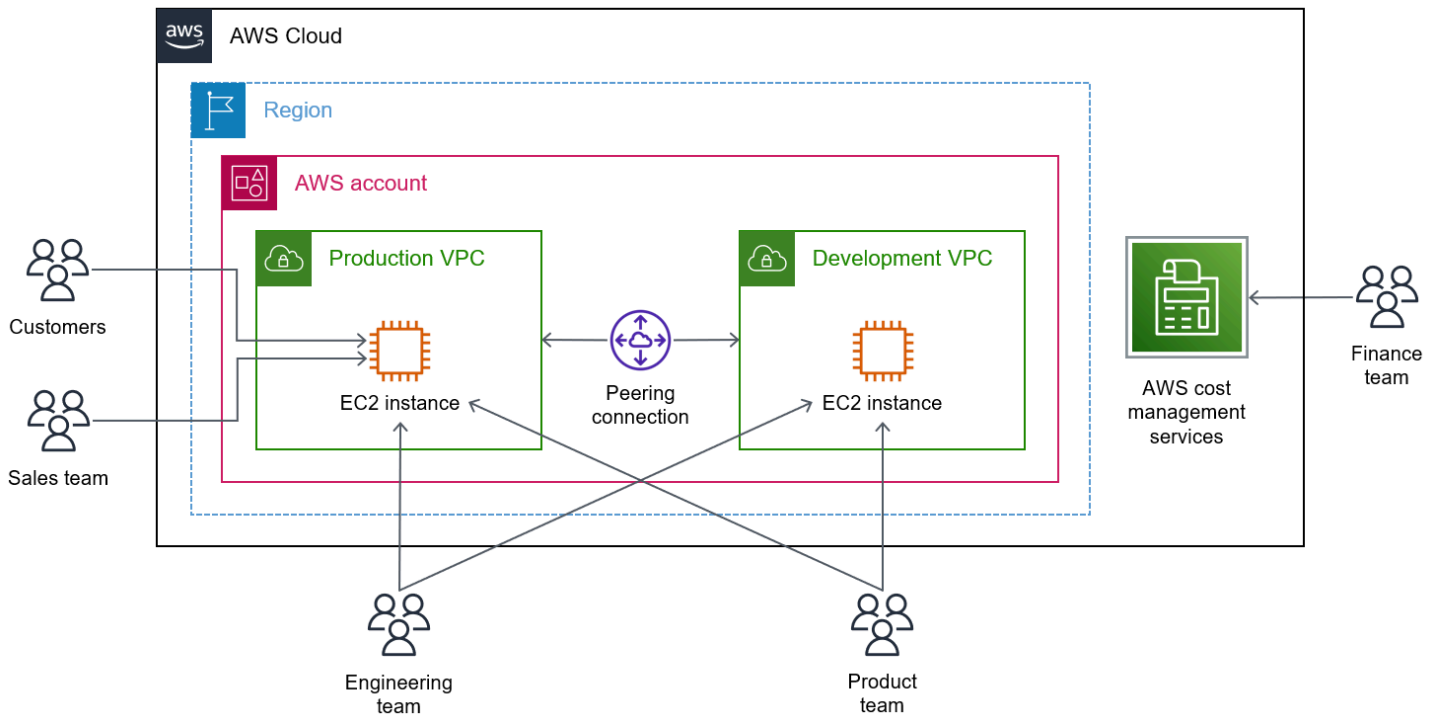 aws
AWS Cloud
Region
AWS account
Production VPC
Development VPC
EC2 instance
Peering
connection
EC2 instance
Customers
Sales team
AWS cost
management
services
Finance
team
Engineering
team
Product
team